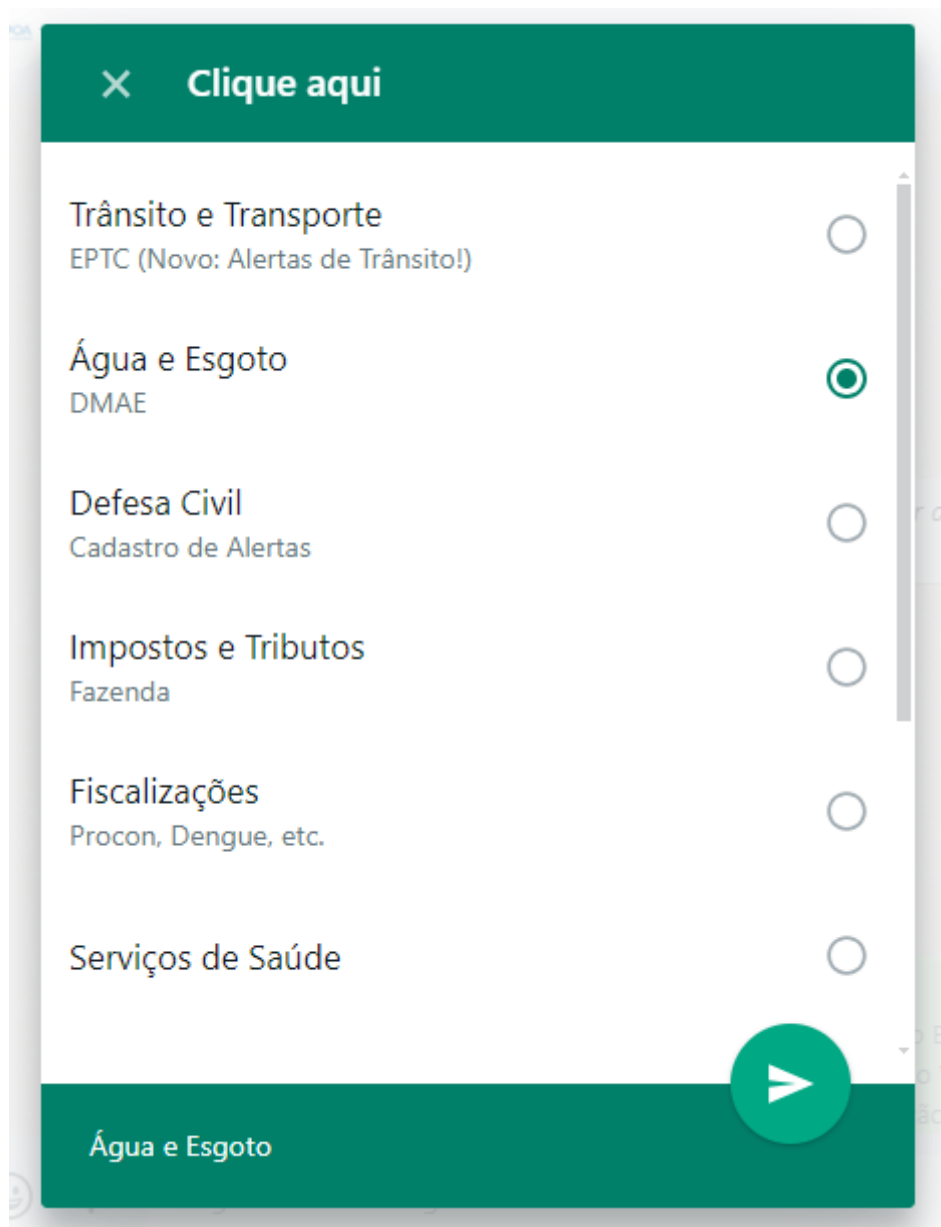 Clique aqui
Trânsito e Transporte
EPTC (Novo: Alertas de Trânsito!)
Água e Esgoto
DMAE
Defesa Civil
Cadastro de Alertas
Impostos e Tributos
Fazenda
Fiscalizações
Procon, Dengue, etc.
Serviços de Saúde
Água e Esgoto